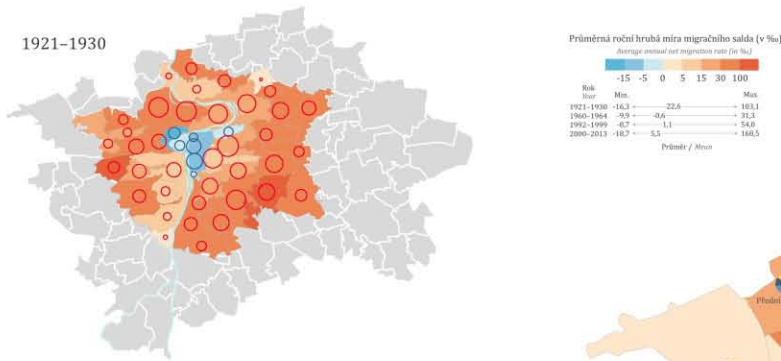 1921–1930
Průměrná roční hrubá míra migračního salda (v ‰)
Average annual net migration rate (in ‰)
-15 -5 0 5 15 30 100
Rok
Year Min. Max
1921-1930 -16,3 22,6 103,1
1960-1964 -9,9 -0,6 31,3
1992-1999 -8,7 1,1 54,0
2000-2013 -18,7 5,5 168,5
Průměr / Mean
Přední